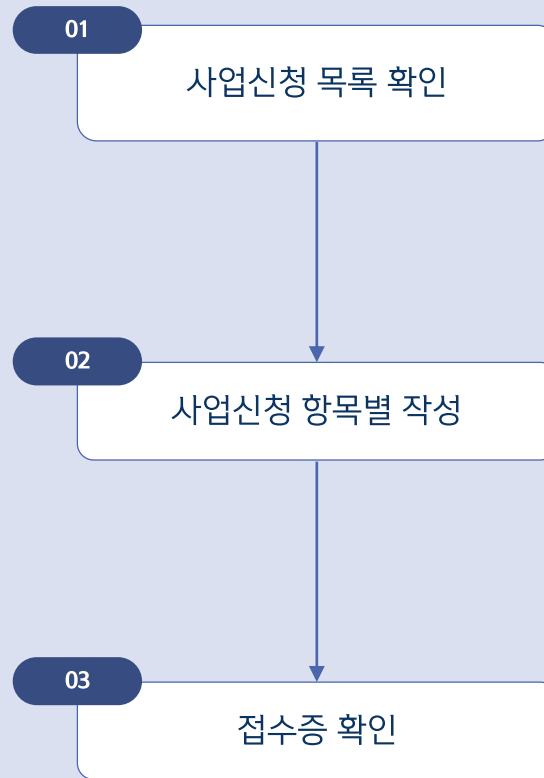 01
사업신청 목록 확인
02
사업신청 항목별 작성
03
접수증 확인